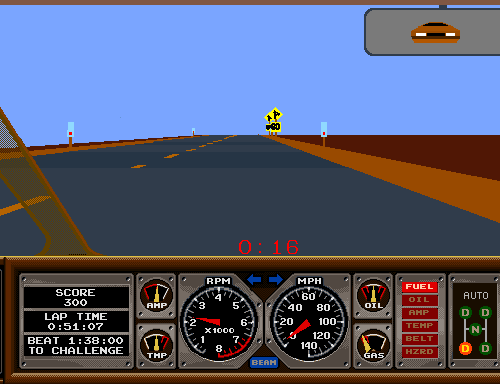 60
0:16
SCORE
300
LAP TIME
0:51:07
BEAT 1:38:00
TO CHALLENGE
AMP
TMP
RPM
1 2 3 4 5 6 7 8
X1000
MPH
0 20 40 60 80 100 120 140
BEAM
OIL
GAS
FUEL
OIL
AMP
TEMP
BELT
HZRD
AUTO
D D
N
D D